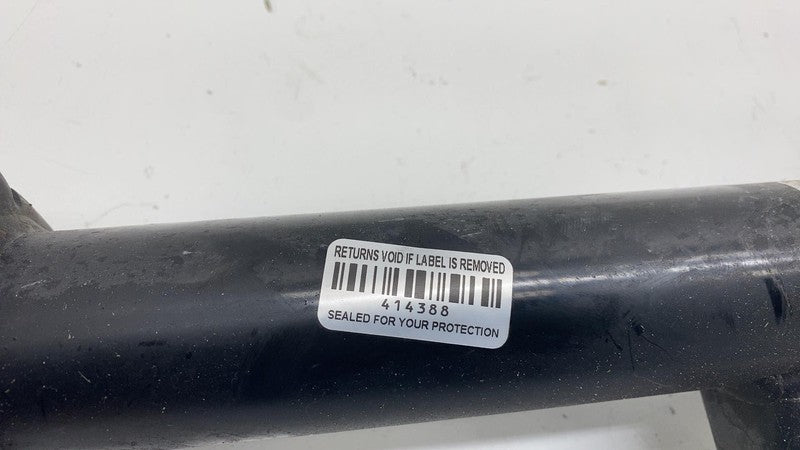 RETURNS VOID IF LABEL IS REMOVED
414388
SEALED FOR YOUR PROTECTION